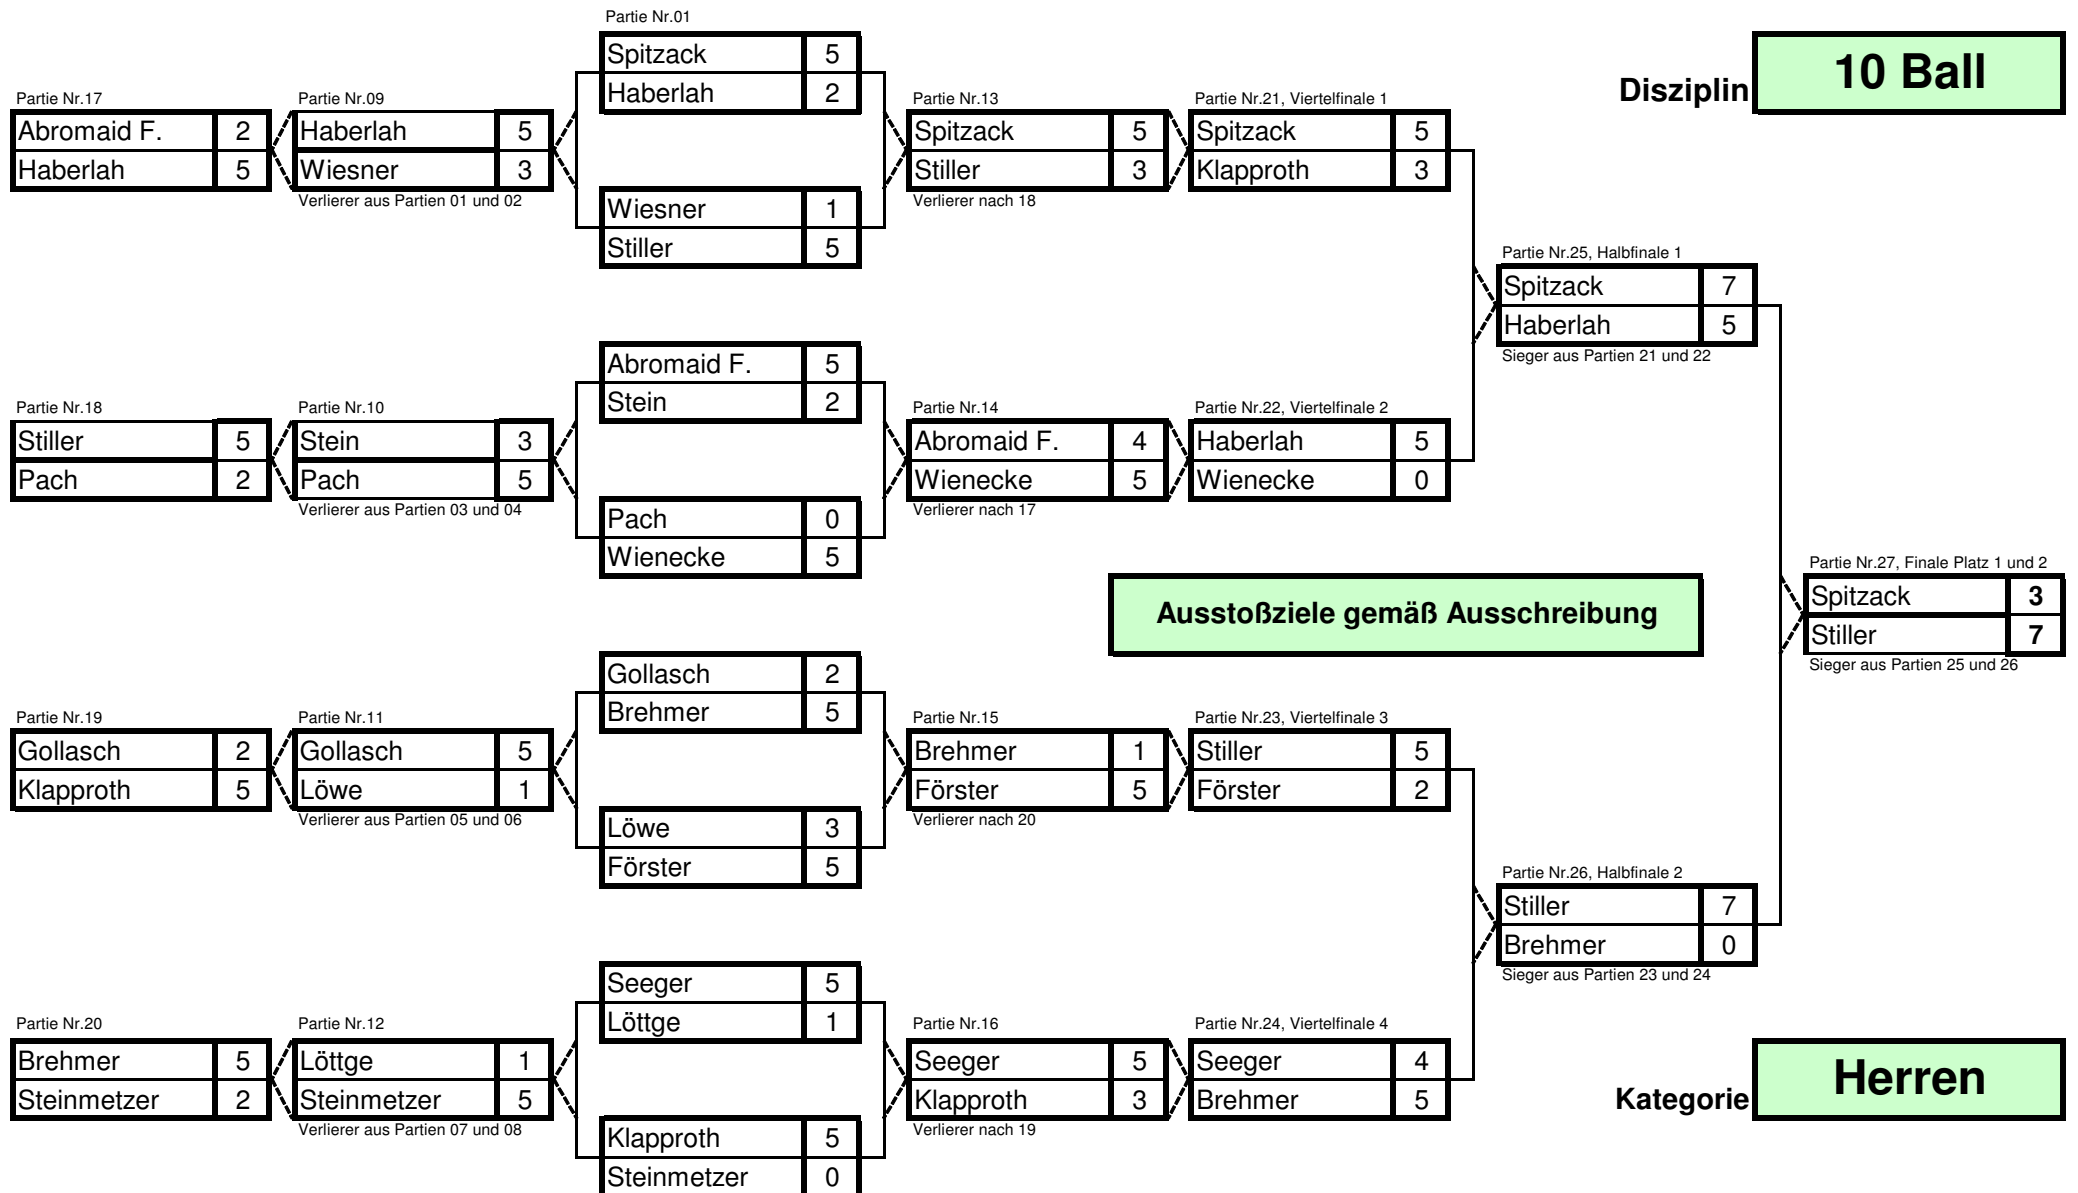 Partie Nr.01
Spitzack 5
Haberlah 2
Disziplin 10 Ball
Partie Nr.17
Abromaid F. 2
Haberlah 5
Partie Nr.09
Haberlah 5
Wiesner 3
Verlierer aus Partien 01 und 02
Wiesner 1
Stiller 5
Partie Nr.13
Spitzack 5
Stiller 3
Verlierer nach 18
Partie Nr.21, Viertelfinale 1
Spitzack 5
Klapproth 3
Partie Nr.25, Halbfinale 1
Spitzack 7
Haberlah 5
Sieger aus Partien 21 und 22
Abromaid F. 5
Stein 2
Partie Nr.18
Stiller 5
Pach 2
Partie Nr.10
Stein 3
Pach 5
Verlierer aus Partien 03 und 04
Pach 0
Wienecke 5
Partie Nr.14
Abromaid F. 4
Wienecke 5
Verlierer nach 17
Partie Nr.22, Viertelfinale 2
Haberlah 5
Wienecke 0
Partie Nr.27, Finale Platz 1 und 2
Spitzack 3
Stiller 7
Sieger aus Partien 25 und 26
Ausstoßziele gemäß Ausschreibung
Gollasch 2
Brehmer 5
Partie Nr.19
Gollasch 2
Klapproth 5
Partie Nr.11
Gollasch 5
Löwe 1
Verlierer aus Partien 05 und 06
Löwe 3
Förster 5
Partie Nr.15
Brehmer 1
Förster 5
Verlierer nach 20
Partie Nr.23, Viertelfinale 3
Stiller 5
Förster 2
Partie Nr.26, Halbfinale 2
Stiller 7
Brehmer 0
Sieger aus Partien 23 und 24
Seeger 5
Löttge 1
Partie Nr.20
Brehmer 5
Steinmetzer 2
Partie Nr.12
Löttge 1
Steinmetzer 5
Verlierer aus Partien 07 und 08
Klapproth 5
Steinmetzer 0
Partie Nr.16
Seeger 5
Klapproth 3
Verlierer nach 19
Partie Nr.24, Viertelfinale 4
Seeger 4
Brehmer 5
Kategorie Herren